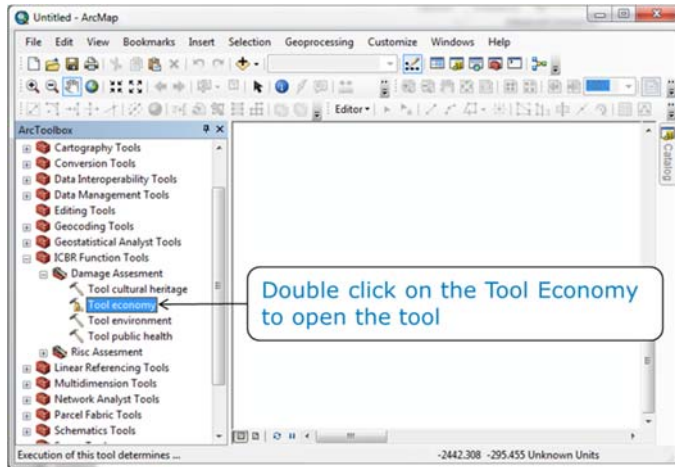 Untitled - ArcMap
File Edit View Bookmarks Insert Selection Geoprocessing Customize Windows Help
Editor
ArcToolbox
Cartography Tools
Conversion Tools
Data Interoperability Tools
Data Management Tools
Editing Tools
Geocoding Tools
Geostatistical Analyst Tools
ICBR Function Tools
Damage Assesment
Tool cultural heritage
Tool economy
Tool environment
Tool public health
Risc Assesment
Linear Referencing Tools
Multidimension Tools
Network Analyst Tools
Parcel Fabric Tools
Schematics Tools
Catalog
Double click on the Tool Economy
to open the tool
Execution of this tool determines ...
-2442.308 -295.455 Unknown Units